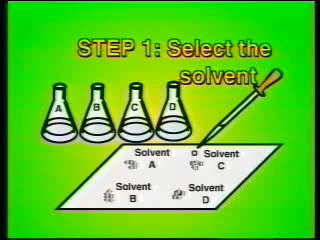 STEP 1: Select the
solvent
A B C D
Solvent
A
Solvent
C
Solvent
B
Solvent
D